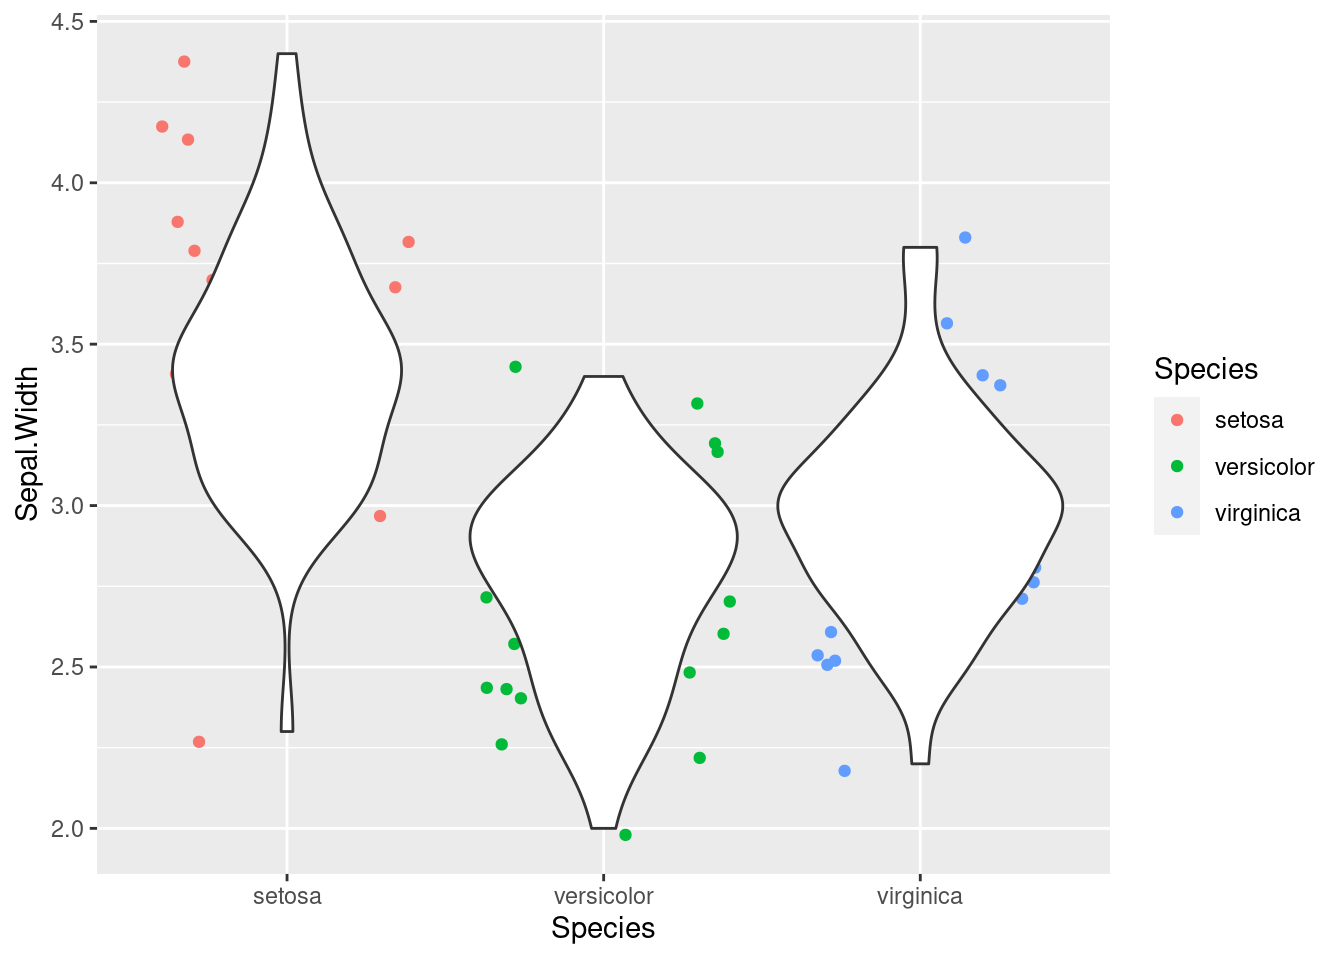 4.5
4.0
3.5
3.0
2.5
2.0
Sepal.Width
setosa
versicolor
virginica
Species
Species
setosa
versicolor
virginica